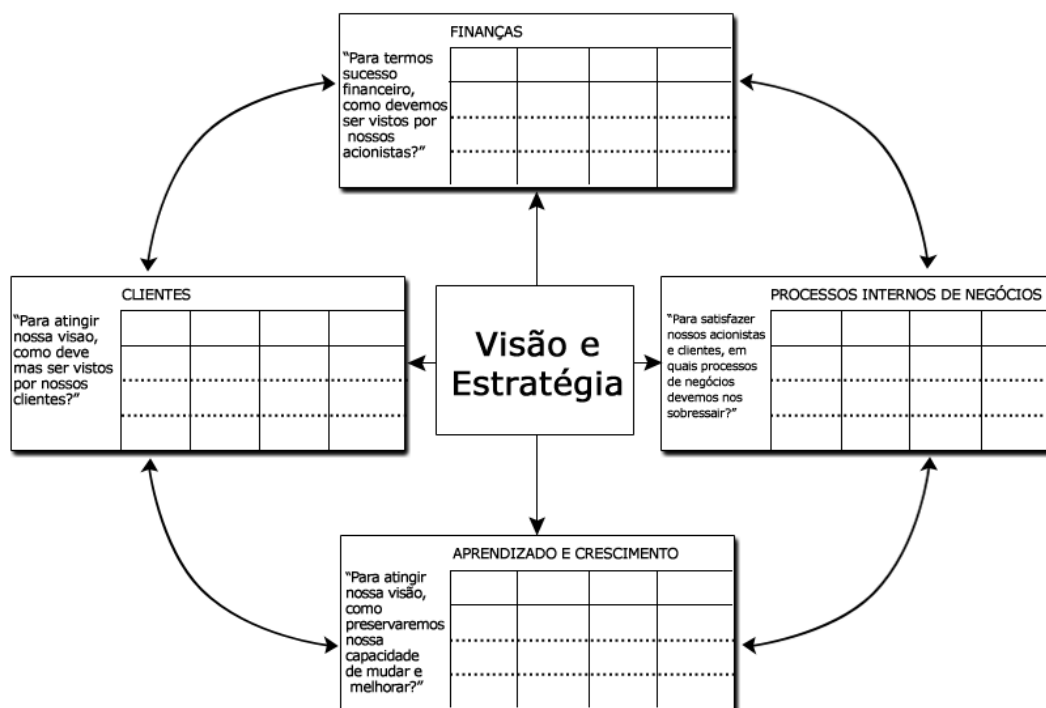 FINANÇAS
“Para termos
sucesso
financeiro,
como devemos
ser vistos por
nossos
acionistas?”
CLIENTES
“Para atingir
nossa visao,
como deve
mas ser vistos
por nossos
clientes?”
Visão e
Estratégia
PROCESSOS INTERNOS DE NEGÓCIOS
“Para satisfazer
nossos acionistas
e clientes, em
quais processos
de negócios
devemos nos
sobressair?”
APRENDIZADO E CRESCIMENTO
“Para atingir
nossa visão,
como
preservaremos
nossa
capacidade
de mudar e
melhorar?”